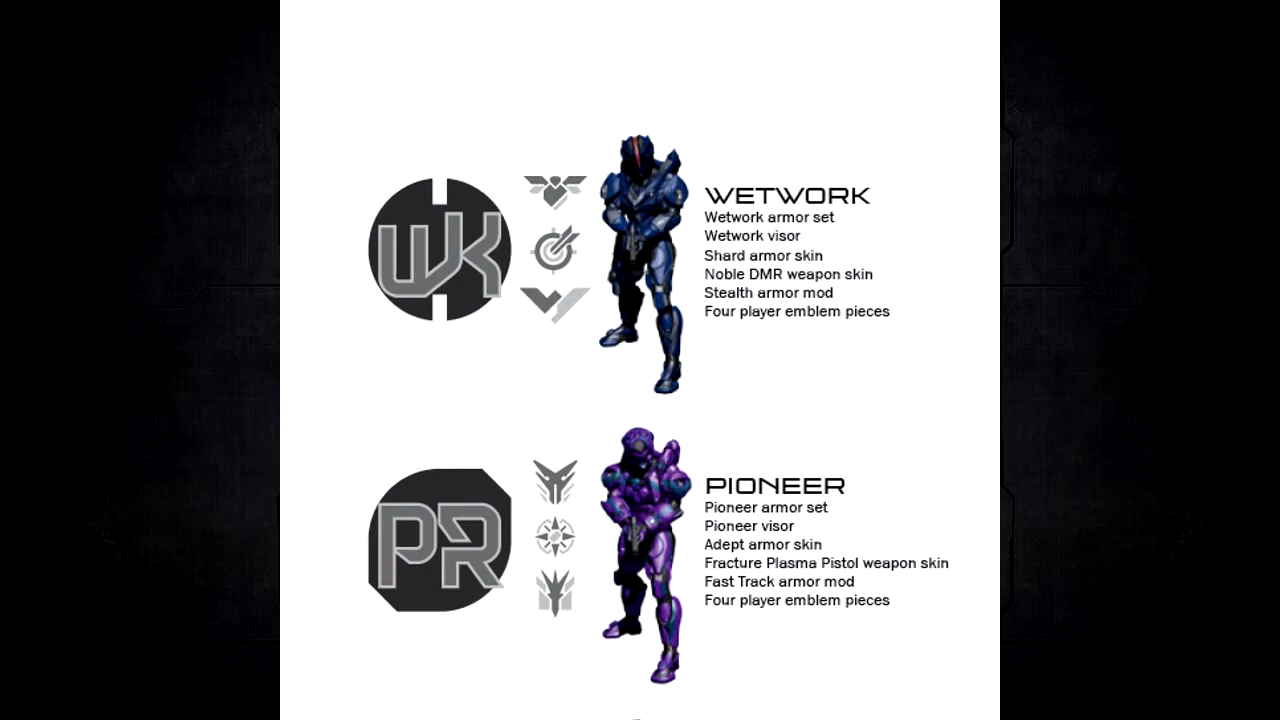 WK
WETWORK
Wetwork armor set
Wetwork visor
Shard armor skin
Noble DMR weapon skin
Stealth armor mod
Four player emblem pieces
PR
PIONEER
Pioneer armor set
Pioneer visor
Adept armor skin
Fracture Plasma Pistol weapon skin
Fast Track armor mod
Four player emblem pieces